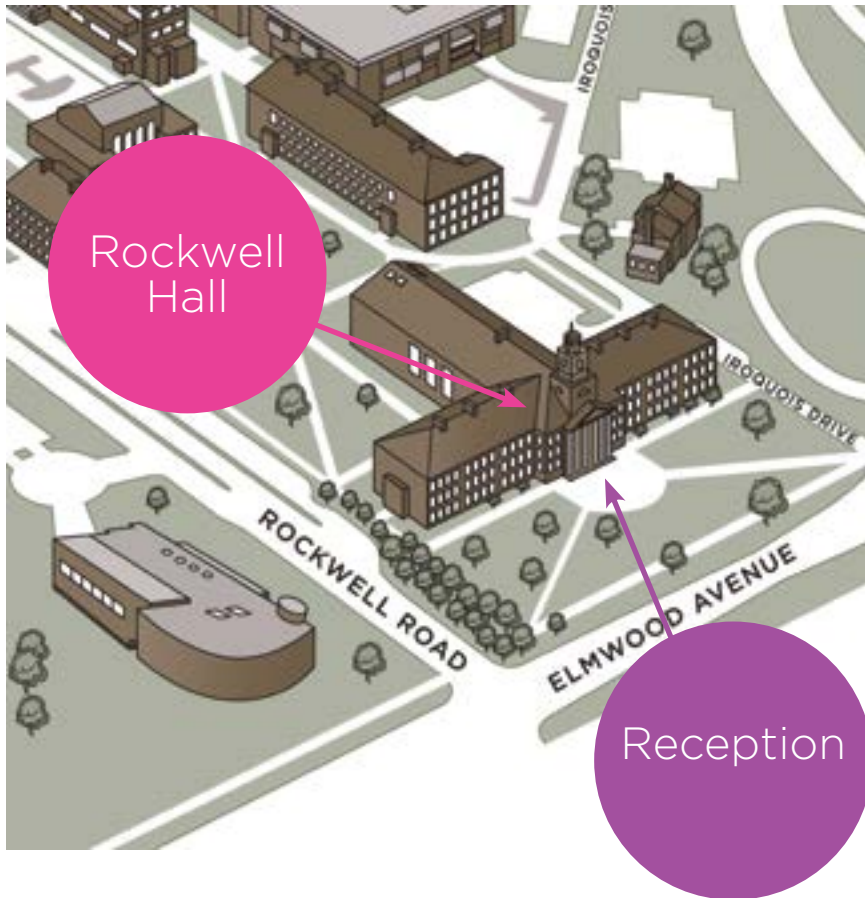 IROQUOIS
Rockwell
Hall
IROQUOIS DRIVE
ROCKWELL ROAD
ELMWOOD AVENUE
Reception